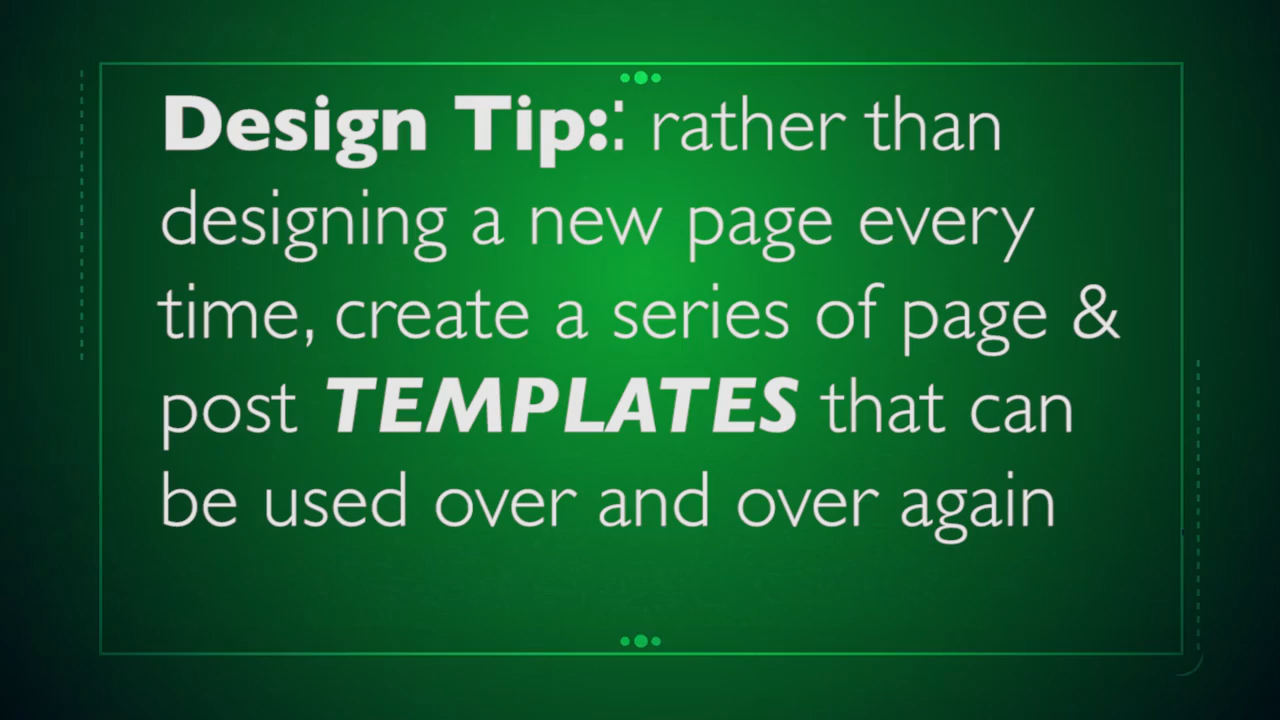 Design Tip:: rather than
designing a new page every
time, create a series of page &
post TEMPLATES that can
be used over and over again